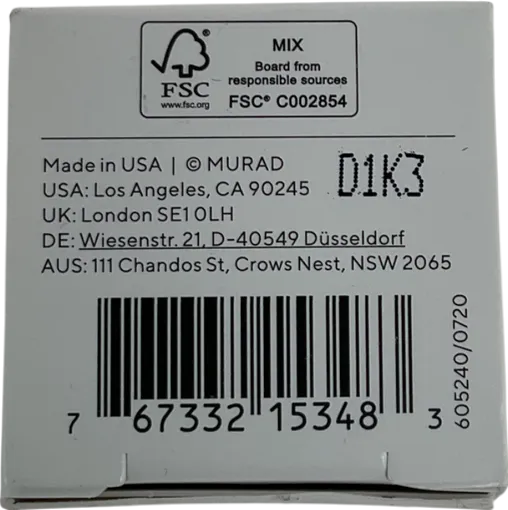 FSC
www.fsc.org
MIX
Board from
responsible sources
FSC® C002854
Made in USA | © MURAD
USA: Los Angeles, CA 90245
UK: London SE1 0LH
DE: Wiesenstr. 21, D-40549 Düsseldorf
AUS: 111 Chandos St, Crows Nest, NSW 2065
D1K3
7 67332 15348 3
605240/0720